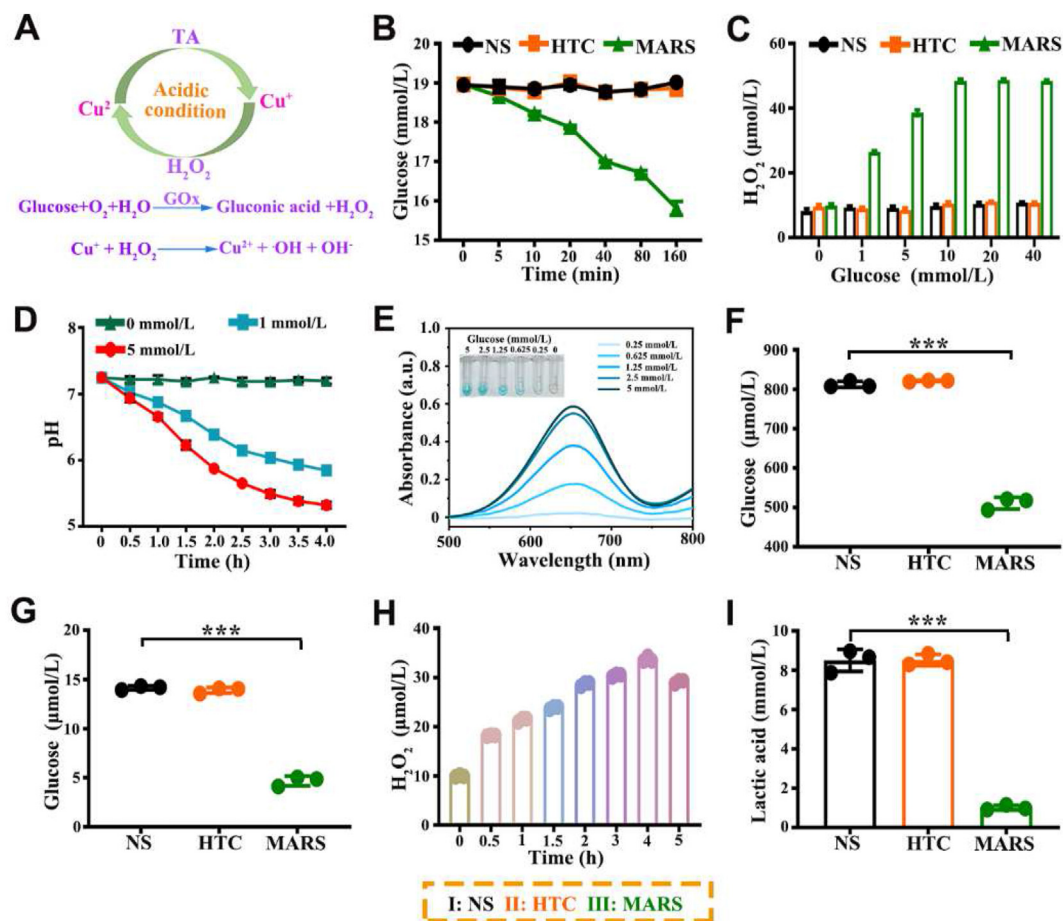 A
TA
Cu²
Acidic
condition
Cu⁺
H₂O₂
Glucose+O₂+H₂O GOx Gluconic acid +H₂O₂
Cu⁺ + H₂O₂ Cu²⁺ + ·OH + OH⁻
B
NS HTC MARS
Glucose (mmol/L)
19
18
17
16
15
0 5 10 20 40 80 160
Time (min)
20
C
NS HTC MARS
H₂O₂ (μmol/L)
60
40
20
0
0 1 5 10 20 40
Glucose (mmol/L)
D
0 mmol/L 1 mmol/L
5 mmol/L
pH
8
7
6
5
0 0.5 1.0 1.5 2.0 2.5 3.0 3.5 4.0
Time (h)
E
Absorbance (a.u.)
1.0
0.8
0.6
0.4
0.2
0
Glucose (mmol/L)
5 2.5 1.25 0.625 0.25 0
0.25 mmol/L
0.625 mmol/L
1.25 mmol/L
2.5 mmol/L
5 mmol/L
500 600 700 800
Wavelength (nm)
F
***
Glucose (μmol/L)
900
800
700
600
500
400
NS HTC MARS
G
***
Glucose (μmol/L)
20
15
10
5
0
NS HTC MARS
H
H₂O₂ (μmol/L)
40
30
20
10
0
0 0.5 1 1.5 2 3 4 5
Time (h)
I
***
Lactic acid (mmol/L)
10
8
6
4
2
0
NS HTC MARS
I: NS II: HTC III: MARS